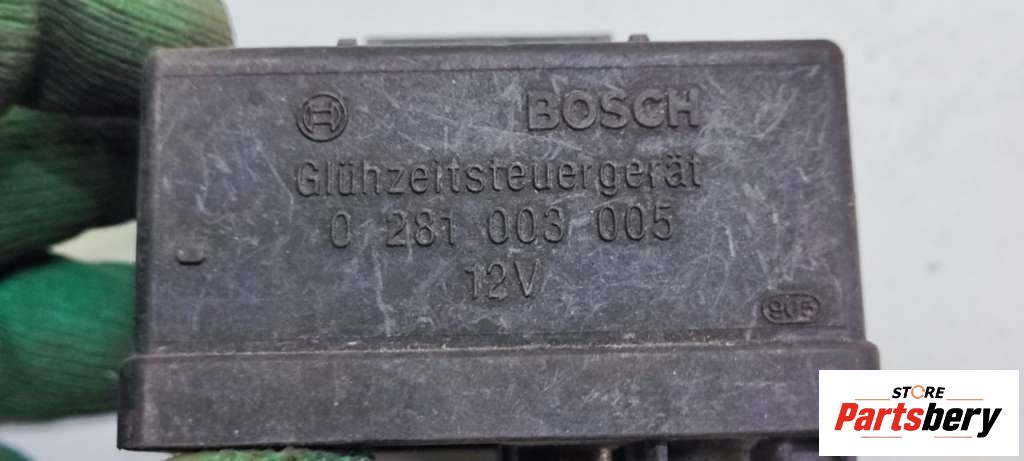 BOSCH
Glühzeitsteuergerät
0 281 003 005
12V
905
STORE
Partsbery